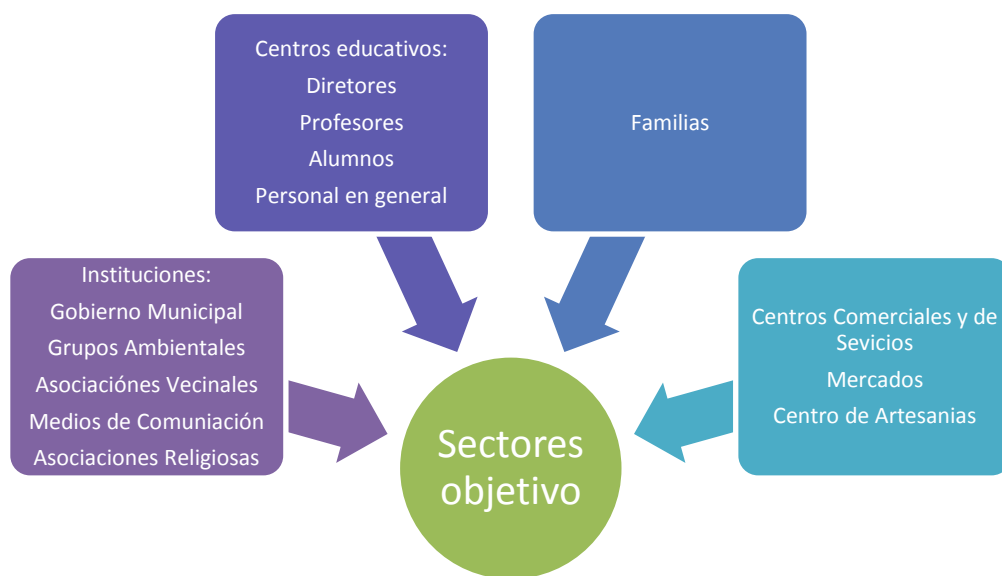 Centros educativos:
Diretores
Profesores
Alumnos
Personal en general
Familias
Instituciones:
Gobierno Municipal
Grupos Ambientales
Asociaciónes Vecinales
Medios de Comuniación
Asociaciones Religiosas
Centros Comerciales y de
Sevicios
Mercados
Centro de Artesanias
Sectores
objetivo